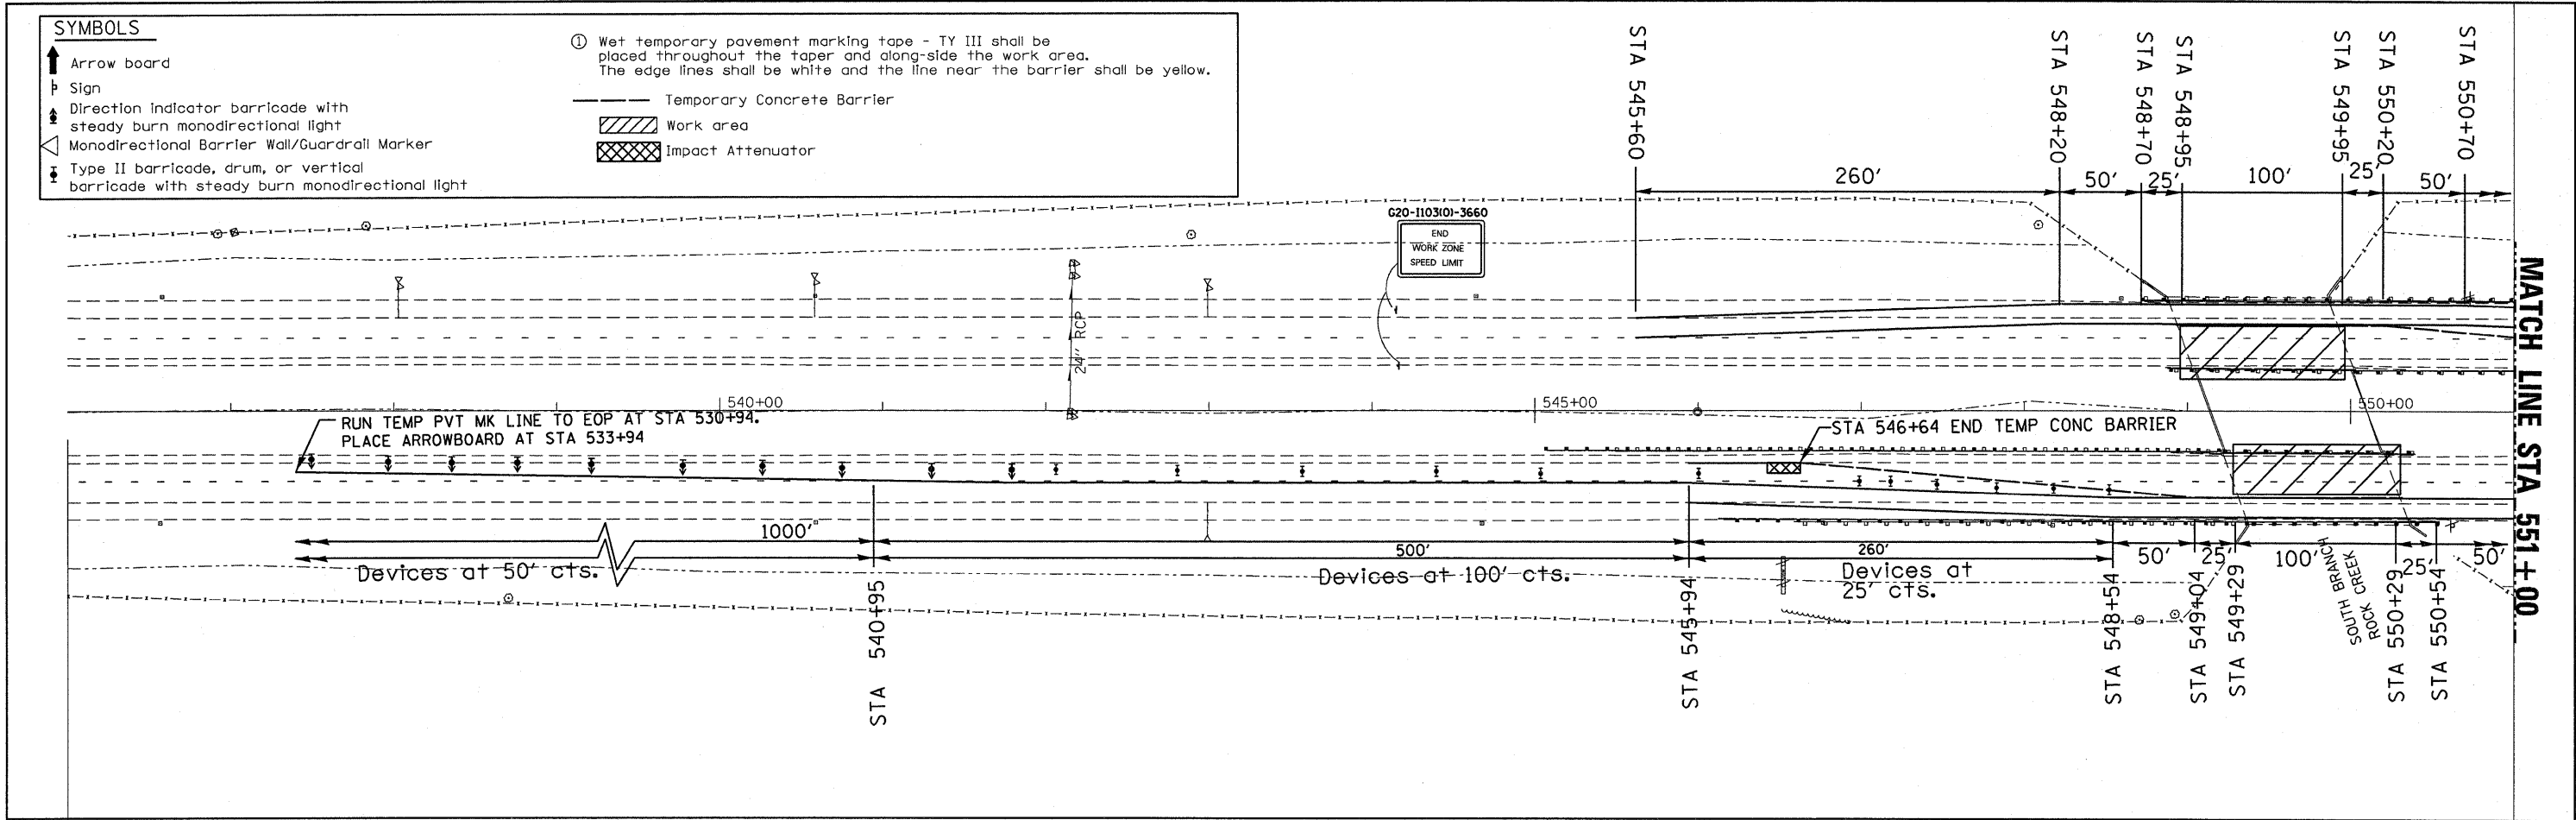 SYMBOLS
Arrow board
Sign
Direction indicator barricade with
steady burn monodirectional light
Monodirectional Barrier Wall/Guardrail Marker
Type II barricade, drum, or vertical
barricade with steady burn monodirectional light
① Wet temporary pavement marking tape - TY III shall be
placed throughout the taper and along-side the work area.
The edge lines shall be white and the line near the barrier shall be yellow.
Temporary Concrete Barrier
Work area
Impact Attenuator
STA 545+60
STA 548+20
STA 548+70
STA 548+95
STA 549+95
STA 550+20
STA 550+70
260'
50'
25'
100'
25'
50'
G20-I103(0)-3660
END
WORK ZONE
SPEED LIMIT
24" RCP
540+00
545+00
550+00
RUN TEMP PVT MK LINE TO EOP AT STA 530+94.
PLACE ARROWBOARD AT STA 533+94
STA 546+64 END TEMP CONC BARRIER
1000'
500'
260'
50'
25'
100'
25'
50'
Devices at 50' cts.
Devices at 100' cts.
Devices at
25' cts.
SOUTH BRANCH
ROCK CREEK
STA 540+95
STA 545+94
STA 548+54
STA 549+04
STA 549+29
STA 550+29
STA 550+54
MATCH LINE STA 551+00